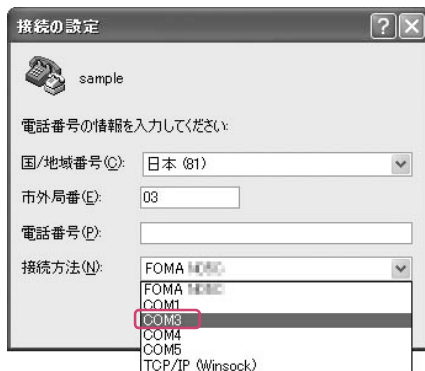 接続の設定
sample
電話番号の情報を入力してください:
国/地域番号(C): 日本 (81)
市外局番(E): 03
電話番号(P):
接続方法(N): FOMA
FOMA
COM1
COM3
COM4
COM5
TCP/IP (Winsock)